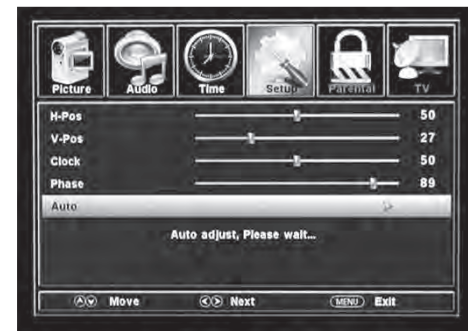 Picture Audio Time Setup Parental TV
H-Pos 50
V-Pos 27
Clock 50
Phase 89
Auto
Auto adjust, Please wait...
Move Next MENU Exit